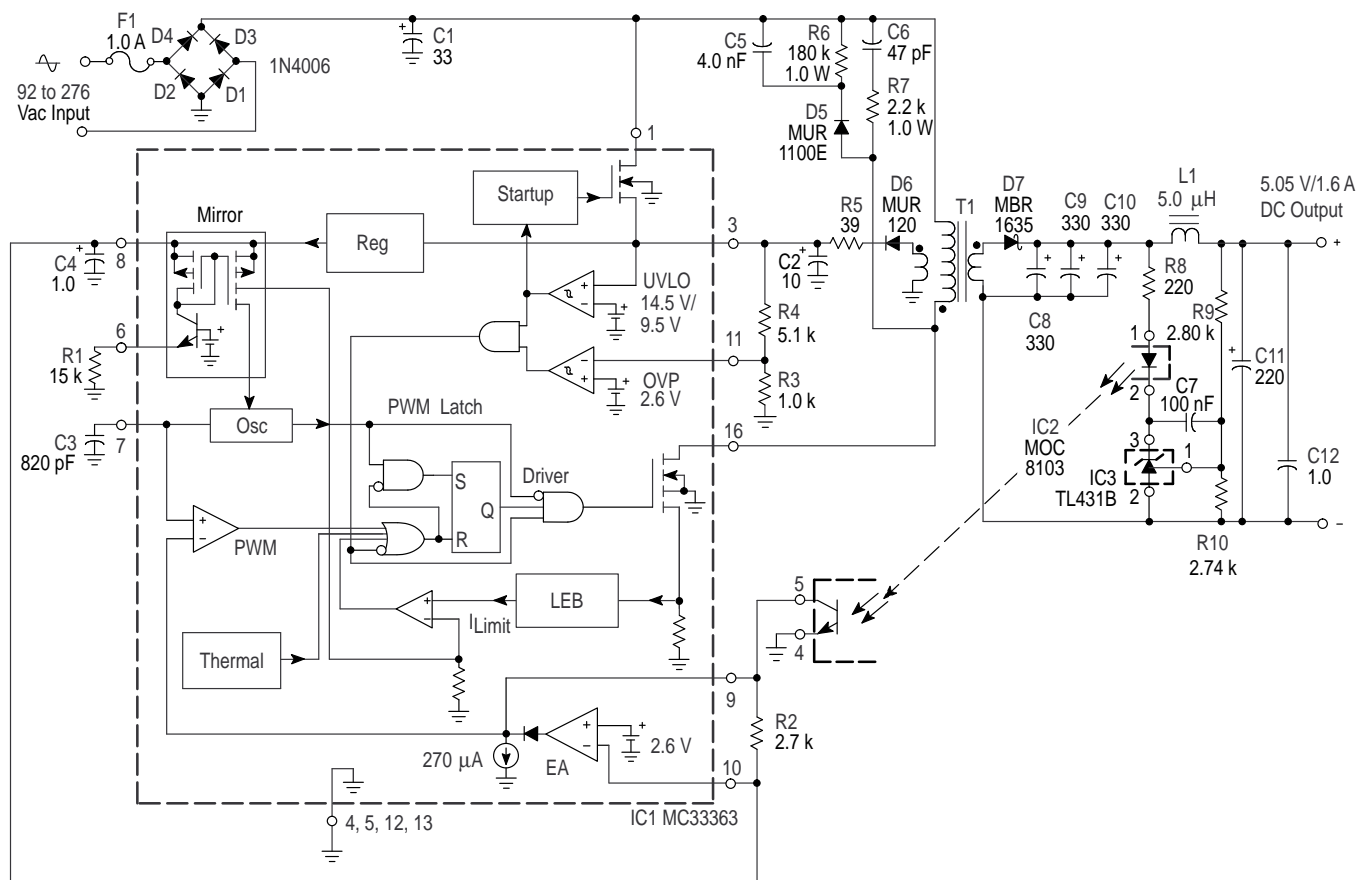 F1
1.0 A
92 to 276
Vac Input
D4
D3
D2
D1
1N4006
+
C1
33
C5
4.0 nF
R6
180 k
1.0 W
C6
47 pF
R7
2.2 k
1.0 W
D5
MUR
1100E
1
Startup
Mirror
Reg
8
+
C4
1.0
6
R1
15 k
C3
820 pF
7
Osc
UVLO
14.5 V/
9.5 V
+
−
+
+
OVP
2.6 V
−
+
+
3
11
16
+
C2
10
R4
5.1 k
R3
1.0 k
R5
39
D6
MUR
120
T1
D7
MBR
1635
C9
330
C10
330
+
+
+
C8
330
L1
5.0 µH
5.05 V/1.6 A
DC Output
+
−
R8
220
R9
2.80 k
1
2
C7
100 nF
+
C11
220
C12
1.0
IC2
MOC
8103
3
1
IC3
TL431B
2
R10
2.74 k
PWM Latch
S
Q
R
Driver
+
−
PWM
Thermal
+
−
ILimit
LEB
5
4
9
10
R2
2.7 k
270 µA
EA
+
−
+
2.6 V
4, 5, 12, 13
IC1 MC33363